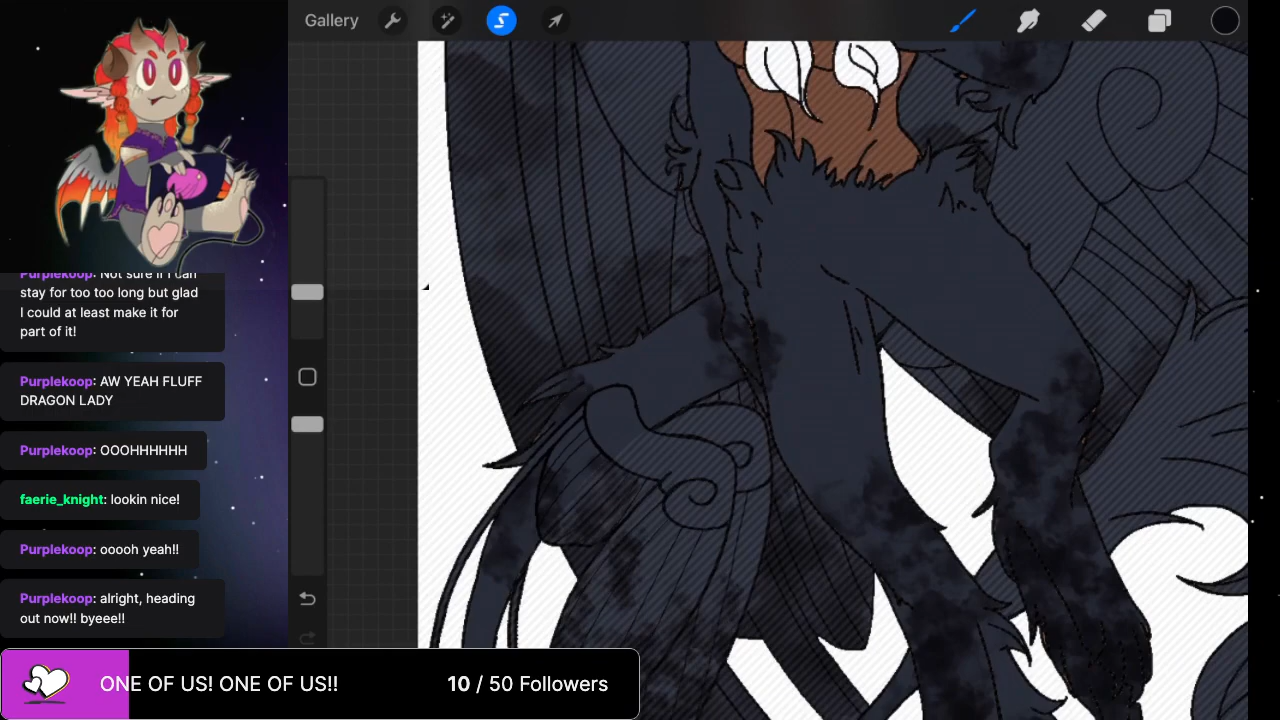 Gallery
Purplekoop: Not sure if I can
stay for too too long but glad
I could at least make it for
part of it!
Purplekoop: AW YEAH FLUFF
DRAGON LADY
Purplekoop: OOOHHHHHH
faerie_knight: lookin nice!
Purplekoop: ooooh yeah!!
Purplekoop: alright, heading
out now!! byeee!!
ONE OF US! ONE OF US!!
10 / 50 Followers